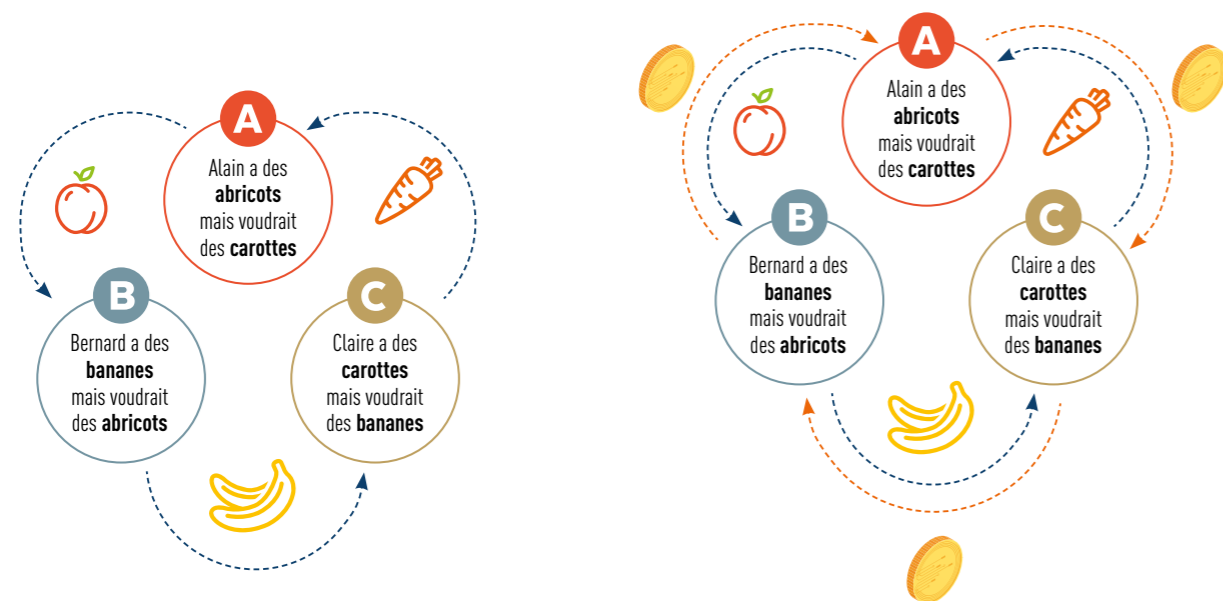 A
Alain a des
abricots
mais voudrait
des carottes
B
Bernard a des
bananes
mais voudrait
des abricots
C
Claire a des
carottes
mais voudrait
des bananes
A
Alain a des
abricots
mais voudrait
des carottes
B
Bernard a des
bananes
mais voudrait
des abricots
C
Claire a des
carottes
mais voudrait
des bananes